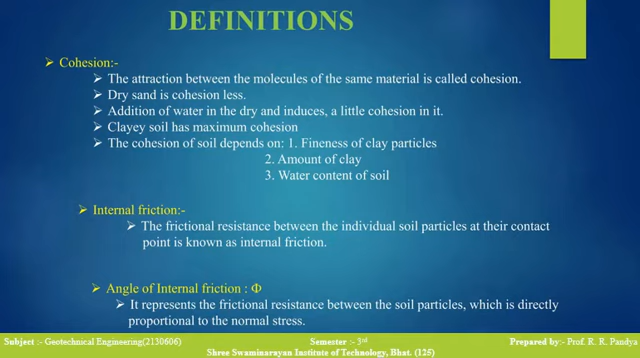 DEFINITIONS
➢ Cohesion:-
➢ The attraction between the molecules of the same material is called cohesion.
➢ Dry sand is cohesion less.
➢ Addition of water in the dry and induces, a little cohesion in it.
➢ Clayey soil has maximum cohesion
➢ The cohesion of soil depends on: 1. Fineness of clay particles
2. Amount of clay
3. Water content of soil
➢ Internal friction:-
➢ The frictional resistance between the individual soil particles at their contact
point is known as internal friction.
➢ Angle of Internal friction : Φ
➢ It represents the frictional resistance between the soil particles, which is directly
proportional to the normal stress.
Subject :- Geotechnical Engineering(2130606) Semester :- 3rd Prepared by:- Prof. R. R. Pandya
Shree Swaminarayan Institute of Technology, Bhat. (125)